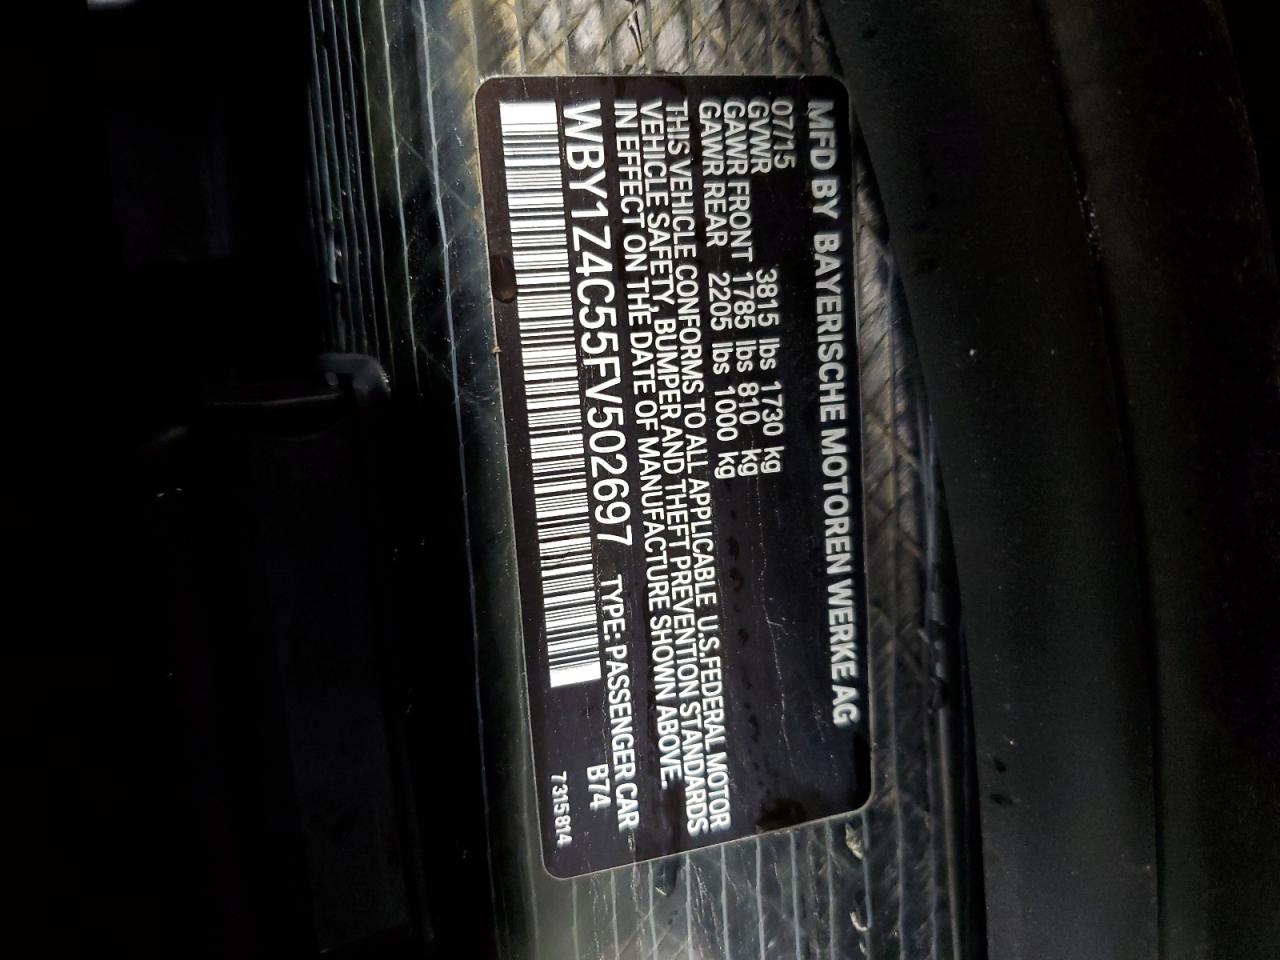 MFD BY BAYERISCHE MOTOREN WERKE AG
07/15
GVWR 3815 lbs 1730 kg
GAWR FRONT 1785 lbs 810 kg
GAWR REAR 2205 lbs 1000 kg
THIS VEHICLE CONFORMS TO ALL APPLICABLE U.S.FEDERAL MOTOR
VEHICLE SAFETY, BUMPER AND THEFT PREVENTION STANDARDS
IN EFFECT ON THE DATE OF MANUFACTURE SHOWN ABOVE.
WBY1Z4C55FV502697 TYPE: PASSENGER CAR
B74
7315814